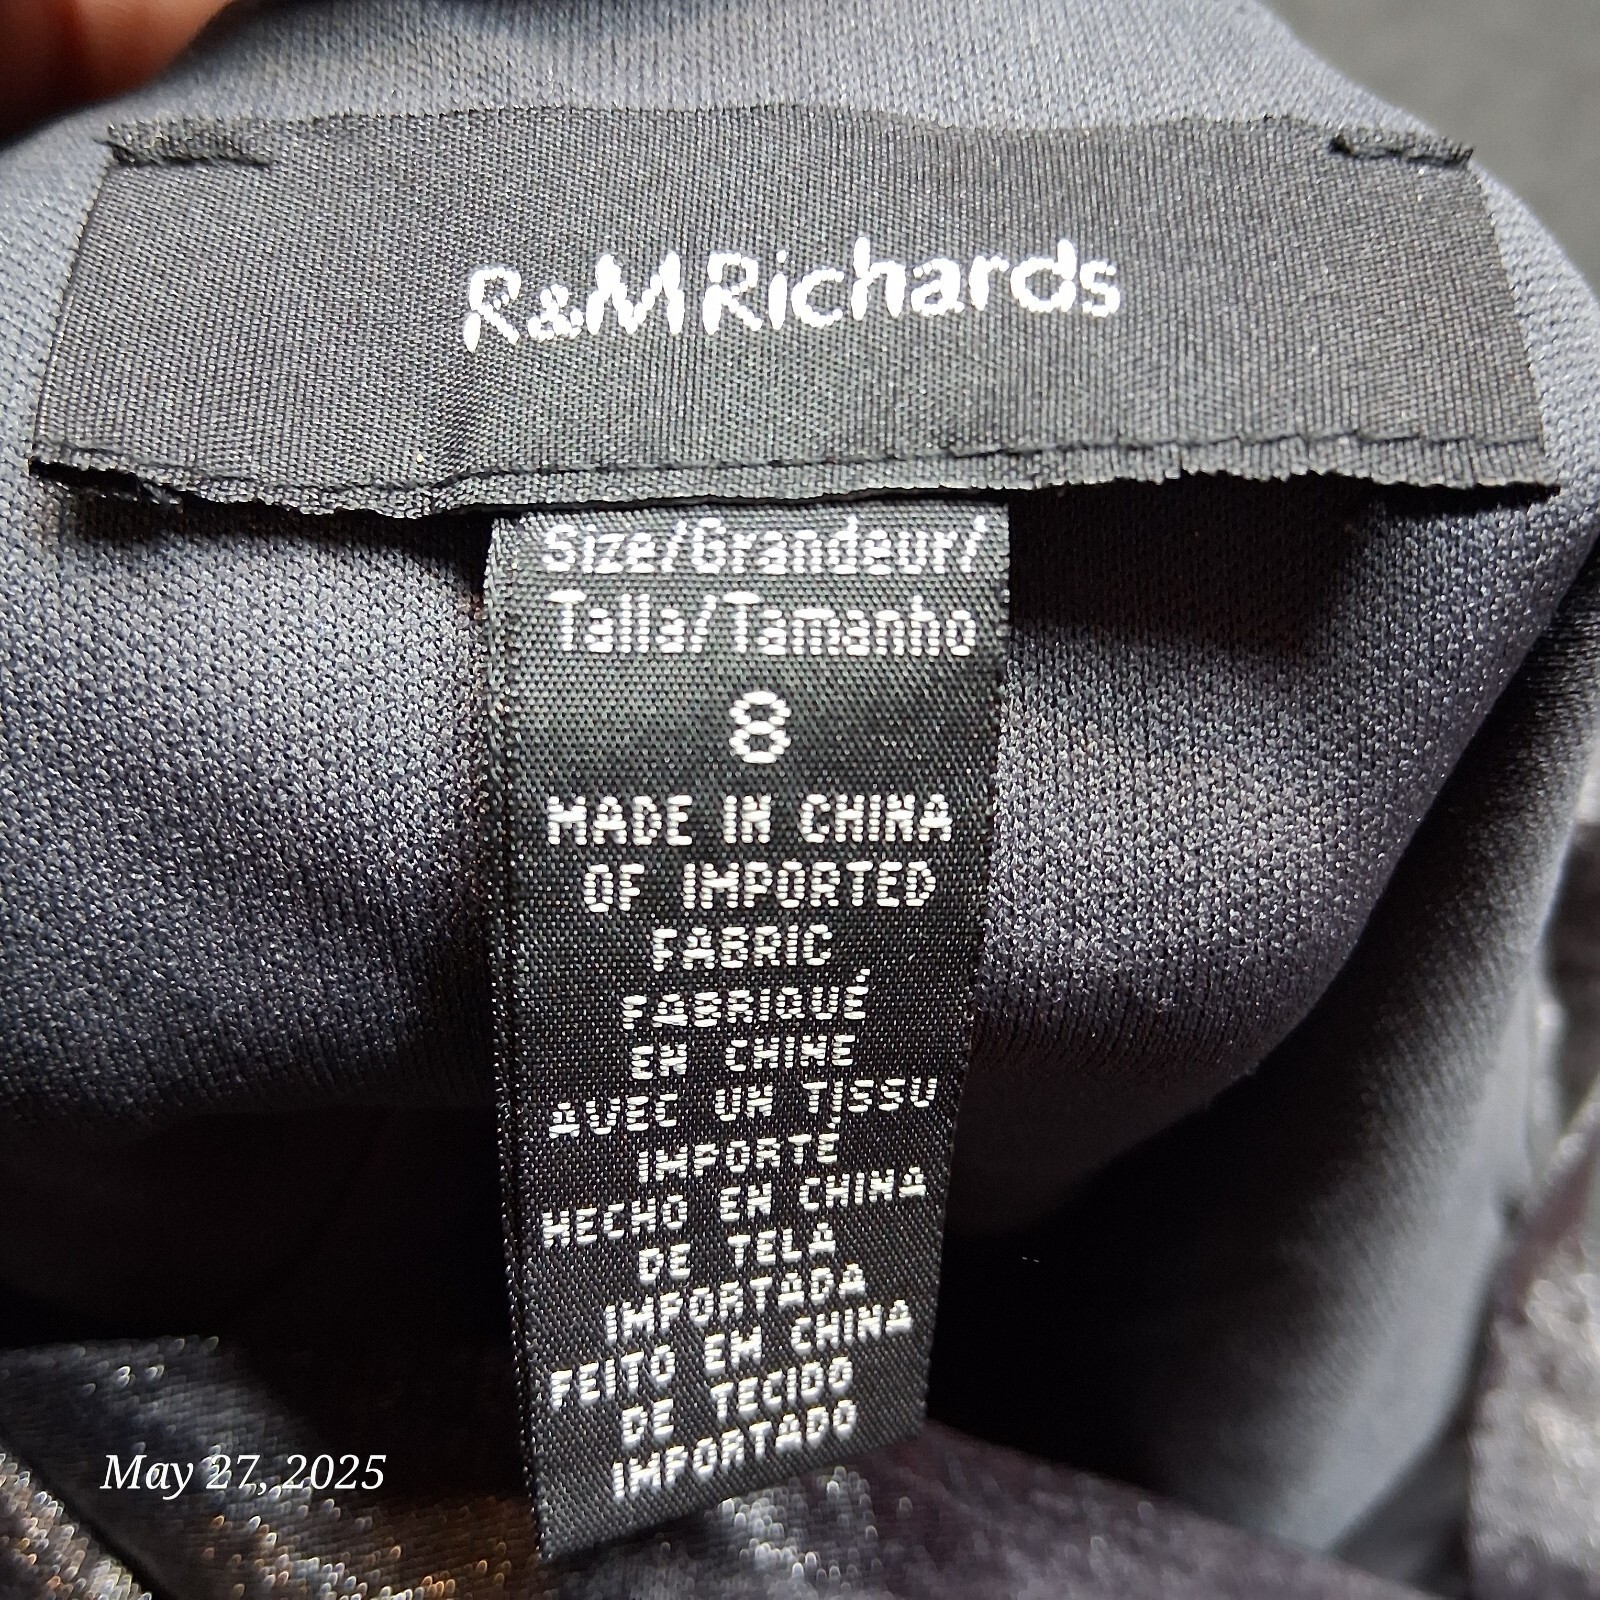 R&M Richards
Size/Grandeur/
Talla/Tamanho
8
MADE IN CHINA
OF IMPORTED
FABRIC
FABRIQUÉ
EN CHINE
AVEC UN TISSU
IMPORTÉ
HECHO EN CHINA
DE TELA
IMPORTADA
FEITO EM CHINA
DE TECIDO
IMPORTADO
May 27, 2025